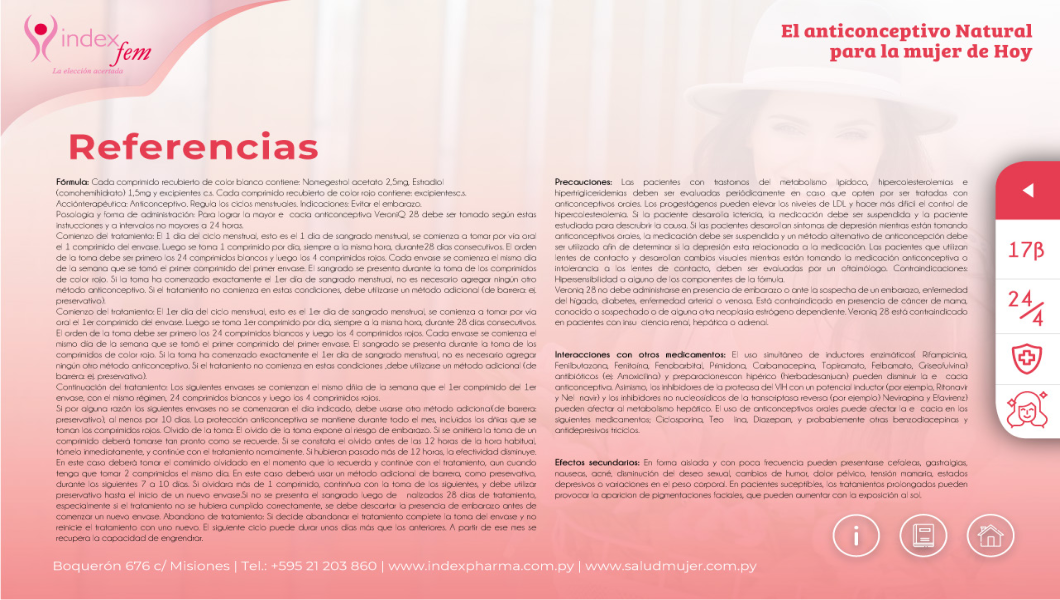 indexfem
La elección acertada
El anticonceptivo Natural
para la mujer de Hoy
Referencias
Fórmula: Cada comprimido recubierto de color blanco contiene: Nomegestrol acetato 2,5mg, Estradiol
(comohemihidrato) 1,5mg y excipientes c.s. Cada comprimido recubierto de color rojo contiene: excipientesc.s.
Acciónterapéutica: Anticonceptivo. Regula los ciclos menstruales. Indicaciones: Evitar el embarazo.
Posología y forma de administración: Para lograr la mayor e cacia anticonceptiva VeroniQ 28 debe ser tomado según estas
instrucciones y a intervalos no mayores a 24 horas.
Comienzo del tratamiento: El 1 día del ciclo menstrual, esto es el 1 día de sangrado menstrual, se comienza a tomar por vía oral
el 1 comprimido del envase. Luego se toma 1 comprimido por día, siempre a la misma hora, durante28 días consecutivos. El orden
de la toma debe ser primero los 24 comprimidos blancos y luego los 4 comprimidos rojos. Cada envase se comienza el mismo día
de la semana que se tomó el primer comprimido del primer envase. El sangrado se presenta durante la toma de los comprimidos
de color rojo. Si la toma ha comenzado exactamente el 1er día de sangrado menstrual, no es necesario agregar ningún otro
método anticonceptivo. Si el tratamiento no comienza en estas condiciones, debe utilizarse un método adicional (de barrera: ej,
preservativo).
Comienzo del tratamiento: El 1er día del ciclo menstrual, esto es el 1er día de sangrado menstrual, se comienza a tomar por vía
oral el 1er comprimido del envase. Luego se toma 1er comprimido por día, siempre a la misma hora, durante 28 días consecutivos.
El orden de la toma debe ser primero los 24 comprimidos blancos y luego los 4 comprimidos rojos. Cada envase se comienza el
mismo día de la semana que se tomó el primer comprimido del primer envase. El sangrado se presenta durante la toma de los
comprimidos de color rojo. Si la toma ha comenzado exactamente el 1er día de sangrado menstrual, no es necesario agregar
ningún otro método anticonceptivo. Si el tratamiento no comienza en estas condiciones ,debe utilizarse un método adicional (de
barrera: ej, preservativo).
Continuación del tratamiento: Los siguientes envases se comienzan el mismo díila de la semana que el 1er comprimido del 1er
envase, con el mismo régimen, 24 comprimidos blancos y luego los 4 comprimidos rojos.
Si por alguna razón los siguientes envases no se comenzaran el día indicado, debe usarse otro método adicional(de barrera:
preservativo), al menos por 10 días. La protección anticonceptiva se mantiene durante todo el mes, incluidos los díias que se
toman los comprimidos rojos. Olvido de la toma: El olvido de la toma expone al riesgo de embarazo. Si se omitiera la toma de un
comprimido deberá tomarse tan pronto como se recuerde. Si se constata el olvido antes de las 12 horas de la hora habitual,
tómelo inmediatamente, y continúe con el tratamiento normalmente. Si hubieran pasado más de 12 horas, la efectividad disminuye.
En este caso deberá tomar el comrimido olvidado en el momento que lo recuerda y continúe con el tratamiento, aun cuando
tenga que tomar 2 comprimidos el mismo día. En este caso deberá usar un método adicional de barrera, como preservativo,
durante los siguientes 7 a 10 días. Si olvidara más de 1 comprimido, continñua con la toma de los siguientes, y debe utilizar
preservativo hasta el inicio de un nuevo envase.Si no se presenta el sangrado luego de nalizados 28 días de tratamiento,
especialmente si el tratamiento no se hubiera cumplido correctamente, se debe descartar la presencia de embarazo antes de
comenzar un nuevo envase. Abandono de tratamiento: Si decide abandonar el tratamiento complete la toma del envase y no
reinicie el tratamiento con uno nuevo. El siguiente ciclo puede durar unos días más que los anteriores. A partir de ese mes se
recupera la capacidad de engendrar.
Precauciones: Las pacientes con trastornos del metabolismo lipídoco, hipercolesterolemias e
hipertrigliceridemias deben ser evaluadas periódicamente en caso que opten por ser tratadas con
anticonceptivos orales. Los progestágenos pueden elevar los niveles de LDL y hacer más difícil el control de
hipercolesterolemia. Si la paciente desarolla ictericia, la medicación debe ser suspendida y la paciente
estudiada para descrubrir la causa. Si las pacientes desarollan síntomas de depresión mientras están tomando
anticonceptivos orales, la medicación debe ser suspendida y un método alternativo de anticoncepción debe
ser utilizado afin de determinar si la depresión esta relacionada a la medicación. Las pacientes que utilizan
lentes de contacto y desarollan cambios visuales mientras están tomando la medicación anticonceptiva o
intolerancia a los lentes de contacto, deben ser evaluadas por un oftalmólogo. Contraindicaciones:
Hipersensibilidad a alguno de los componentes de la fórmula.
Veroniq 28 no debe administrarse en presencia de embarazo o ante la sospecha de un embarazo, enfermedad
del hígado, diabetes, enfermedad arterial o venosa. Está contraindicado en presencia de cáncer de mama,
conocido o sospechado o de alguna otra neoplasia estrógeno dependiente. Veroniq 28 está contraindicado
en pacientes con insu ciencia renal, hepática o adrenal.
Interacciones con otros medicamentos: El uso simultáneo de inductores enzimáticosf. Rifampicinia,
Fenilbutazona, Fenitoína, Fenobarbital, Primidona, Carbamacepina, Topiramato, Felbamato, Griseofulvina)
antibióticos (ej: Amoxicilina) y preparacionescon hipérico (hierbadesanjuan) pueden disminuir la e cacia
anticonceptiva. Asimismo, los inhibidores de la proteasa del VIH con un potencial inductor (por ejemplo, Ritonavir
y Nel navir) y los inhibidores no nucleosídicos de la transcriptasa reversa (por ejemplo) Nevirapina y Efavirenz)
pueden afectar al metabolismo hepático. El uso de anticonceptivos orales puede afectar la e cacia en los
siguientes medicamentos; Ciclosporina, Teo lina, Diazepam, y probablemente otras benzodiacepinas y
antidepresivos tricíclos.
Efectos secundarios: En forma aislada y con poca frecuencia pueden presentarse cefaleas, gastralgias,
nauseas, acné, disminución del deseo sexual, cambios de humor, dolor pélvico, tensión mamaria, estados
depresivos o variaciones en el peso corporal. En pacientes suceptibles, los tratamientos prolongados pueden
provocar la aparicion de pigmentaciones faciales, que pueden aumentar con la exposición al sol.
17β
24/4
i
Boquerón 676 c/ Misiones | Tel.: +595 21 203 860 | www.indexpharma.com.py | www.saludmujer.com.py